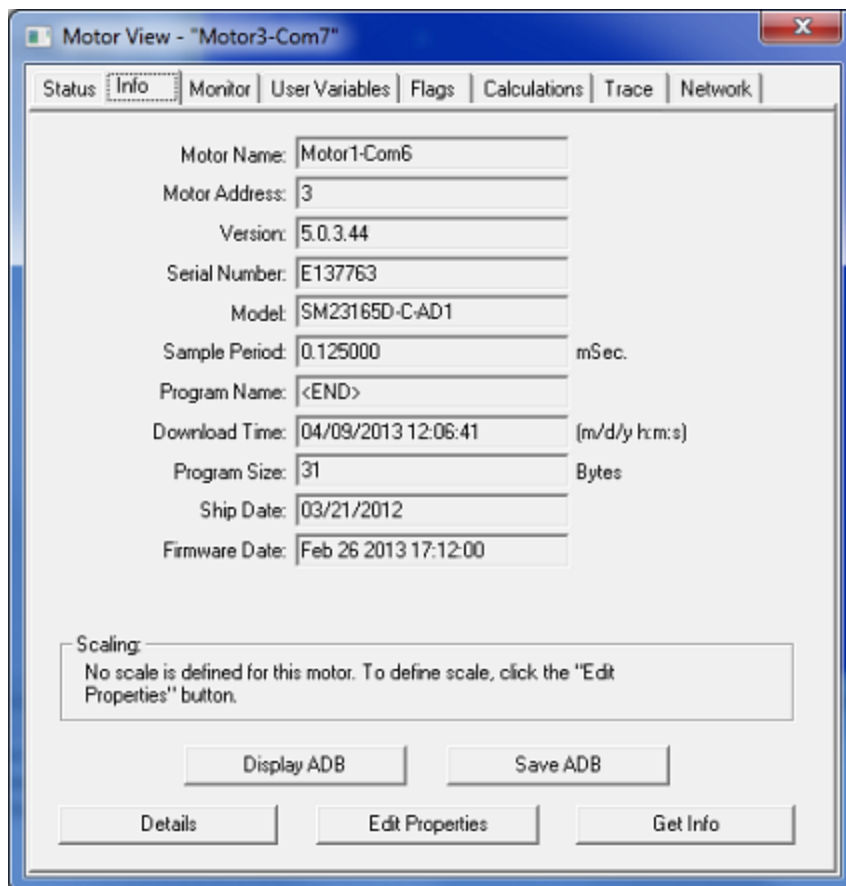 Motor View - "Motor3-Com7"
Status Info Monitor User Variables Flags Calculations Trace Network
Motor Name: Motor1-Com6
Motor Address: 3
Version: 5.0.3.44
Serial Number: E137763
Model: SM23165D-C-AD1
Sample Period: 0.125000 mSec.
Program Name: <END>
Download Time: 04/09/2013 12:06:41 (m/d/y h:m:s)
Program Size: 31 Bytes
Ship Date: 03/21/2012
Firmware Date: Feb 26 2013 17:12:00
Scaling:
No scale is defined for this motor. To define scale, click the "Edit
Properties" button.
Display ADB Save ADB
Details Edit Properties Get Info